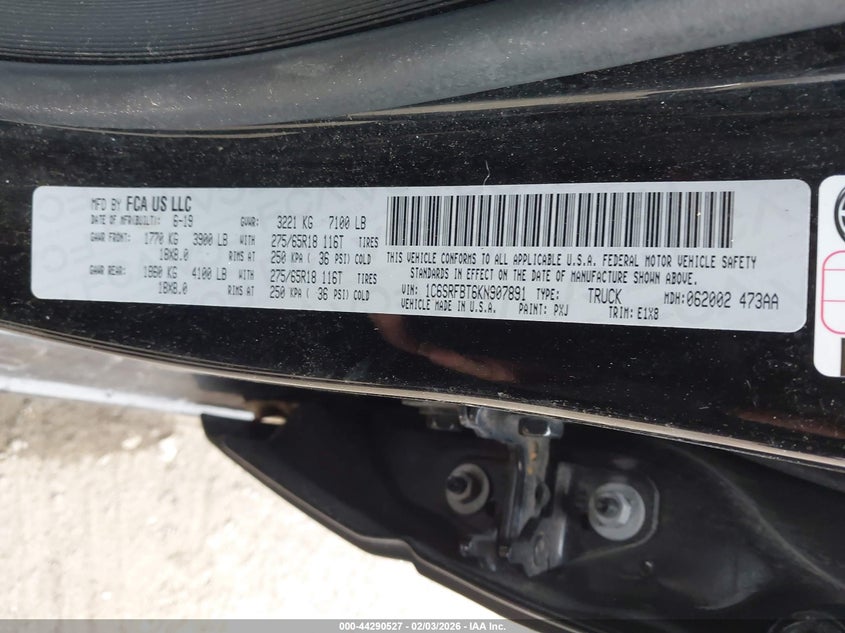 MFD BY FCA US LLC
DATE OF MFR(BUILT): 6-19 GVWR: 3221 KG 7100 LB
GAWR FRONT: 1770 KG 3900 LB WITH 275/65R18 116T TIRES
18X8.0 RIMS AT 250 KPA ( 36 PSI) COLD
GAWR REAR: 1860 KG 4100 LB WITH 275/65R18 116T TIRES
18X8.0 RIMS AT 250 KPA ( 36 PSI) COLD
THIS VEHICLE CONFORMS TO ALL APPLICABLE U.S.A. FEDERAL MOTOR VEHICLE SAFETY
STANDARDS IN EFFECT ON THE DATE OF MANUFACTURE SHOWN ABOVE.
VIN: 1C6SRFBT6KN907891 TYPE: TRUCK MDH: 062002 473AA
VEHICLE MADE IN U.S.A. PAINT: PXJ TRIM: E1X8
000-44290527 - 02/03/2026 - IAA Inc.